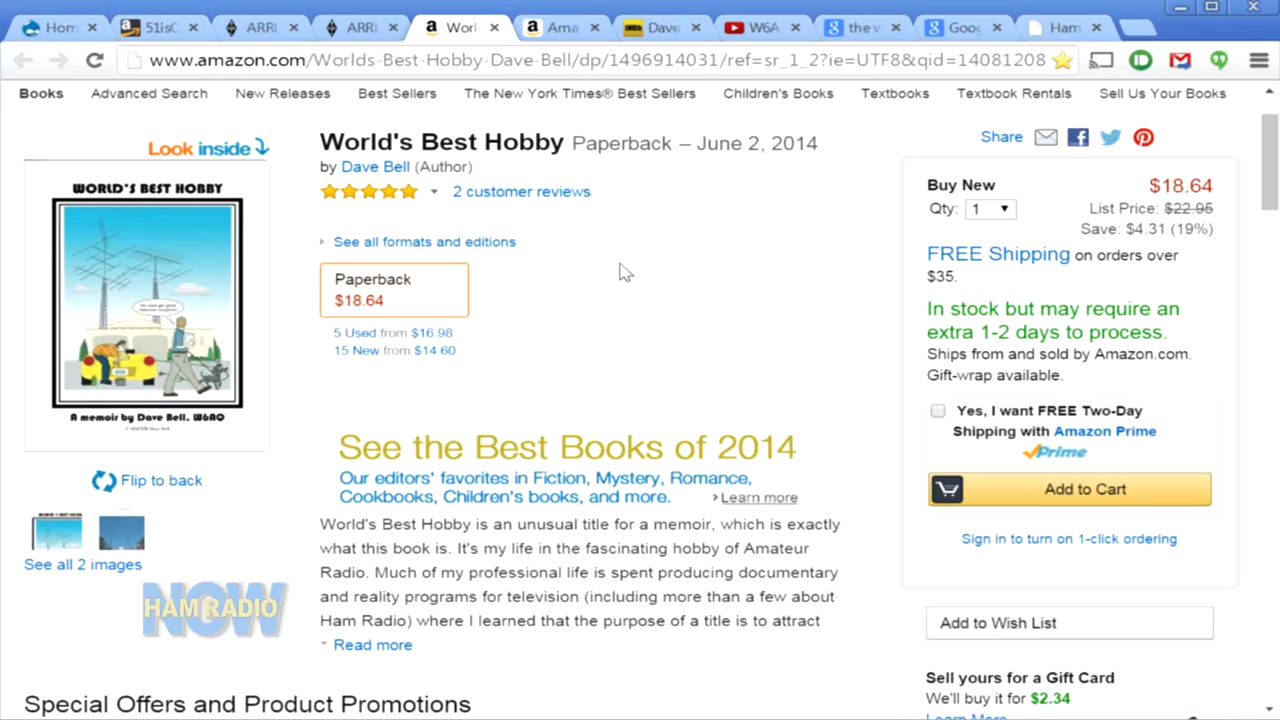 Hom
51isC
ARRL
ARRL
Worl
Ama
Dave
W6A
the v
Goog
Ham
www.amazon.com/Worlds-Best-Hobby-Dave-Bell/dp/1496914031/ref=sr_1_2?ie=UTF8&qid=14081208
Books Advanced Search New Releases Best Sellers The New York Times® Best Sellers Children's Books Textbooks Textbook Rentals Sell Us Your Books
Look inside
WORLD'S BEST HOBBY
A memoir by Dave Bell, W6AQ
Flip to back
See all 2 images
HAM RADIO
NOW
World's Best Hobby Paperback – June 2, 2014
by Dave Bell (Author)
2 customer reviews
See all formats and editions
Paperback
$18.64
5 Used from $16.98
15 New from $14.60
See the Best Books of 2014
Our editors' favorites in Fiction, Mystery, Romance,
Cookbooks, Children's books, and more. › Learn more
World's Best Hobby is an unusual title for a memoir, which is exactly
what this book is. It's my life in the fascinating hobby of Amateur
Radio. Much of my professional life is spent producing documentary
and reality programs for television (including more than a few about
Ham Radio) where I learned that the purpose of a title is to attract
Read more
Share
Buy New $18.64
Qty: 1 List Price: $22.95
Save: $4.31 (19%)
FREE Shipping on orders over
$35.
In stock but may require an
extra 1-2 days to process.
Ships from and sold by Amazon.com.
Gift-wrap available.
Yes, I want FREE Two-Day
Shipping with Amazon Prime
Prime
Add to Cart
Sign in to turn on 1-click ordering
Add to Wish List
Sell yours for a Gift Card
We'll buy it for $2.34
Learn More
Special Offers and Product Promotions